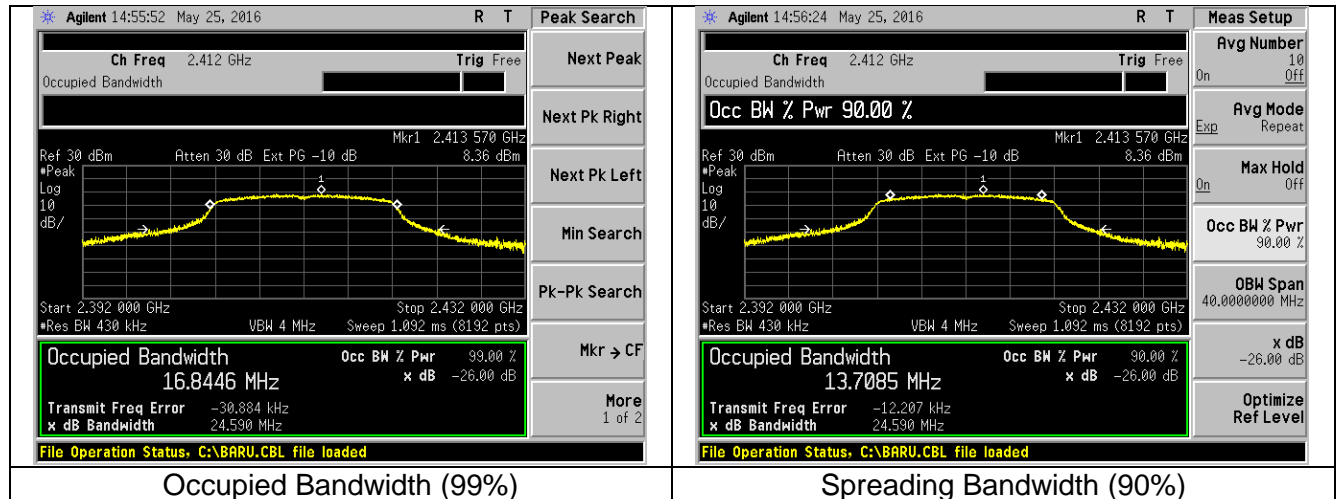 Agilent 14:55:52 May 25, 2016 R T
Peak Search
Ch Freq 2.412 GHz Trig Free
Occupied Bandwidth
Mkr1 2.413 570 GHz
Ref 30 dBm Atten 30 dB Ext PG -10 dB 8.36 dBm
#Peak
Log
10
dB/
1
Start 2.392 000 GHz Stop 2.432 000 GHz
#Res BW 430 kHz VBW 4 MHz Sweep 1.092 ms (8192 pts)
Occupied Bandwidth Occ BW % Pwr 99.00 %
16.8446 MHz x dB -26.00 dB
Transmit Freq Error -30.884 kHz
x dB Bandwidth 24.590 MHz
File Operation Status, C:\BARU.CBL file loaded
Next Peak
Next Pk Right
Next Pk Left
Min Search
Pk-Pk Search
Mkr → CF
More
1 of 2
Occupied Bandwidth (99%)
Agilent 14:56:24 May 25, 2016 R T
Meas Setup
Ch Freq 2.412 GHz Trig Free
Occupied Bandwidth
Occ BW % Pwr 90.00 %
Mkr1 2.413 570 GHz
Ref 30 dBm Atten 30 dB Ext PG -10 dB 8.36 dBm
#Peak
Log
10
dB/
1
Start 2.392 000 GHz Stop 2.432 000 GHz
#Res BW 430 kHz VBW 4 MHz Sweep 1.092 ms (8192 pts)
Occupied Bandwidth Occ BW % Pwr 90.00 %
13.7085 MHz x dB -26.00 dB
Transmit Freq Error -12.207 kHz
x dB Bandwidth 24.590 MHz
File Operation Status, C:\BARU.CBL file loaded
Avg Number
10
On Off
Avg Mode
Exp Repeat
Max Hold
On Off
Occ BW % Pwr
90.00 %
OBW Span
40.0000000 MHz
x dB
-26.00 dB
Optimize
Ref Level
Spreading Bandwidth (90%)